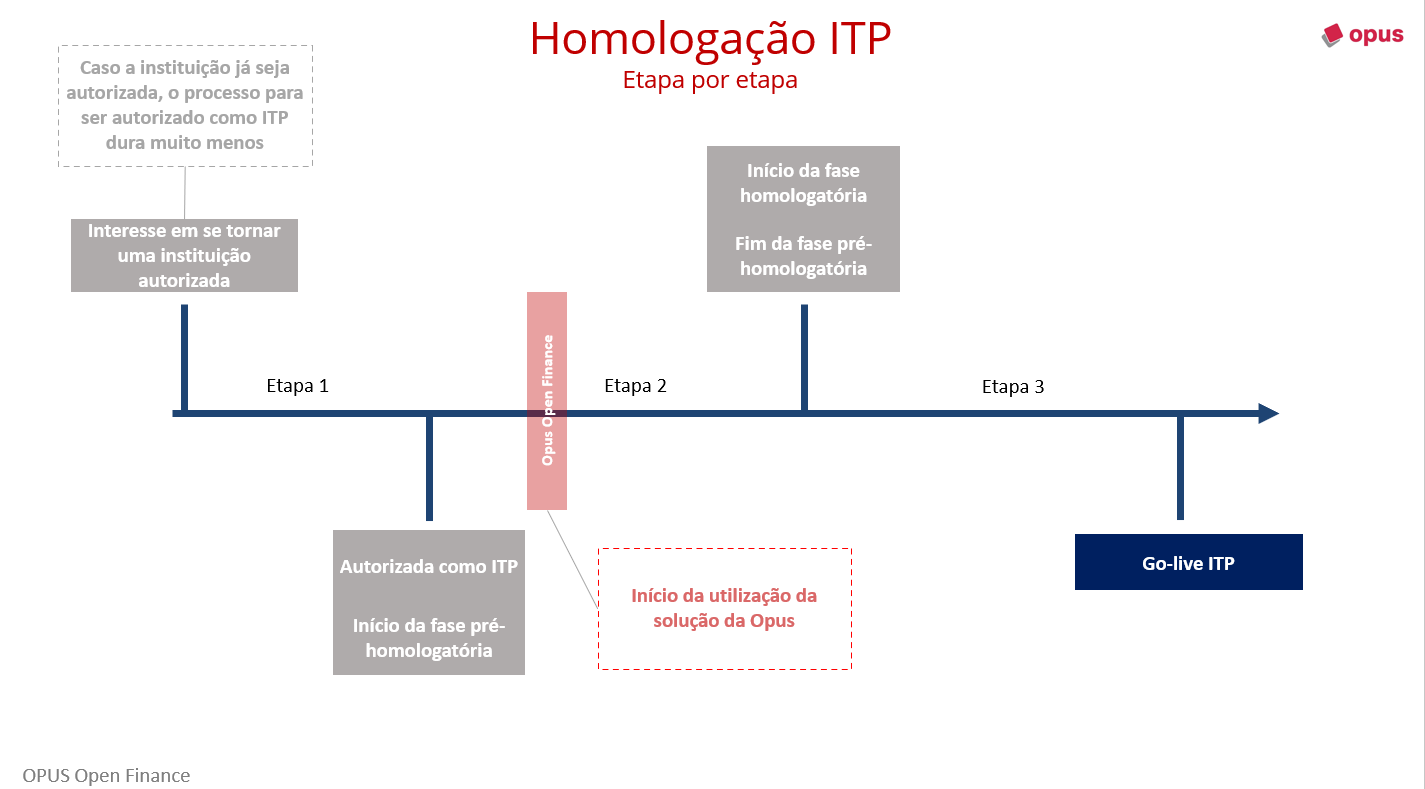 Homologação ITP
Etapa por etapa
opus
Caso a instituição já seja
autorizada, o processo para
ser autorizado como ITP
dura muito menos
Interesse em se tornar
uma instituição
autorizada
Início da fase
homologatória
Fim da fase pré-
homologatória
Etapa 1
Opus Open Finance
Etapa 2
Etapa 3
Autorizada como ITP
Início da fase pré-
homologatória
Início da utilização da
solução da Opus
Go-live ITP
OPUS Open Finance